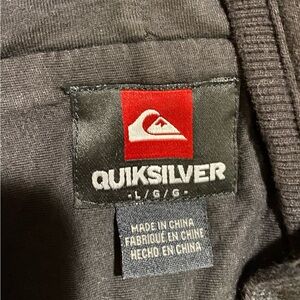 QUIKSILVER
-L/G/G-
MADE IN CHINA
FABRIQUÉ EN CHINE
HECHO EN CHINA